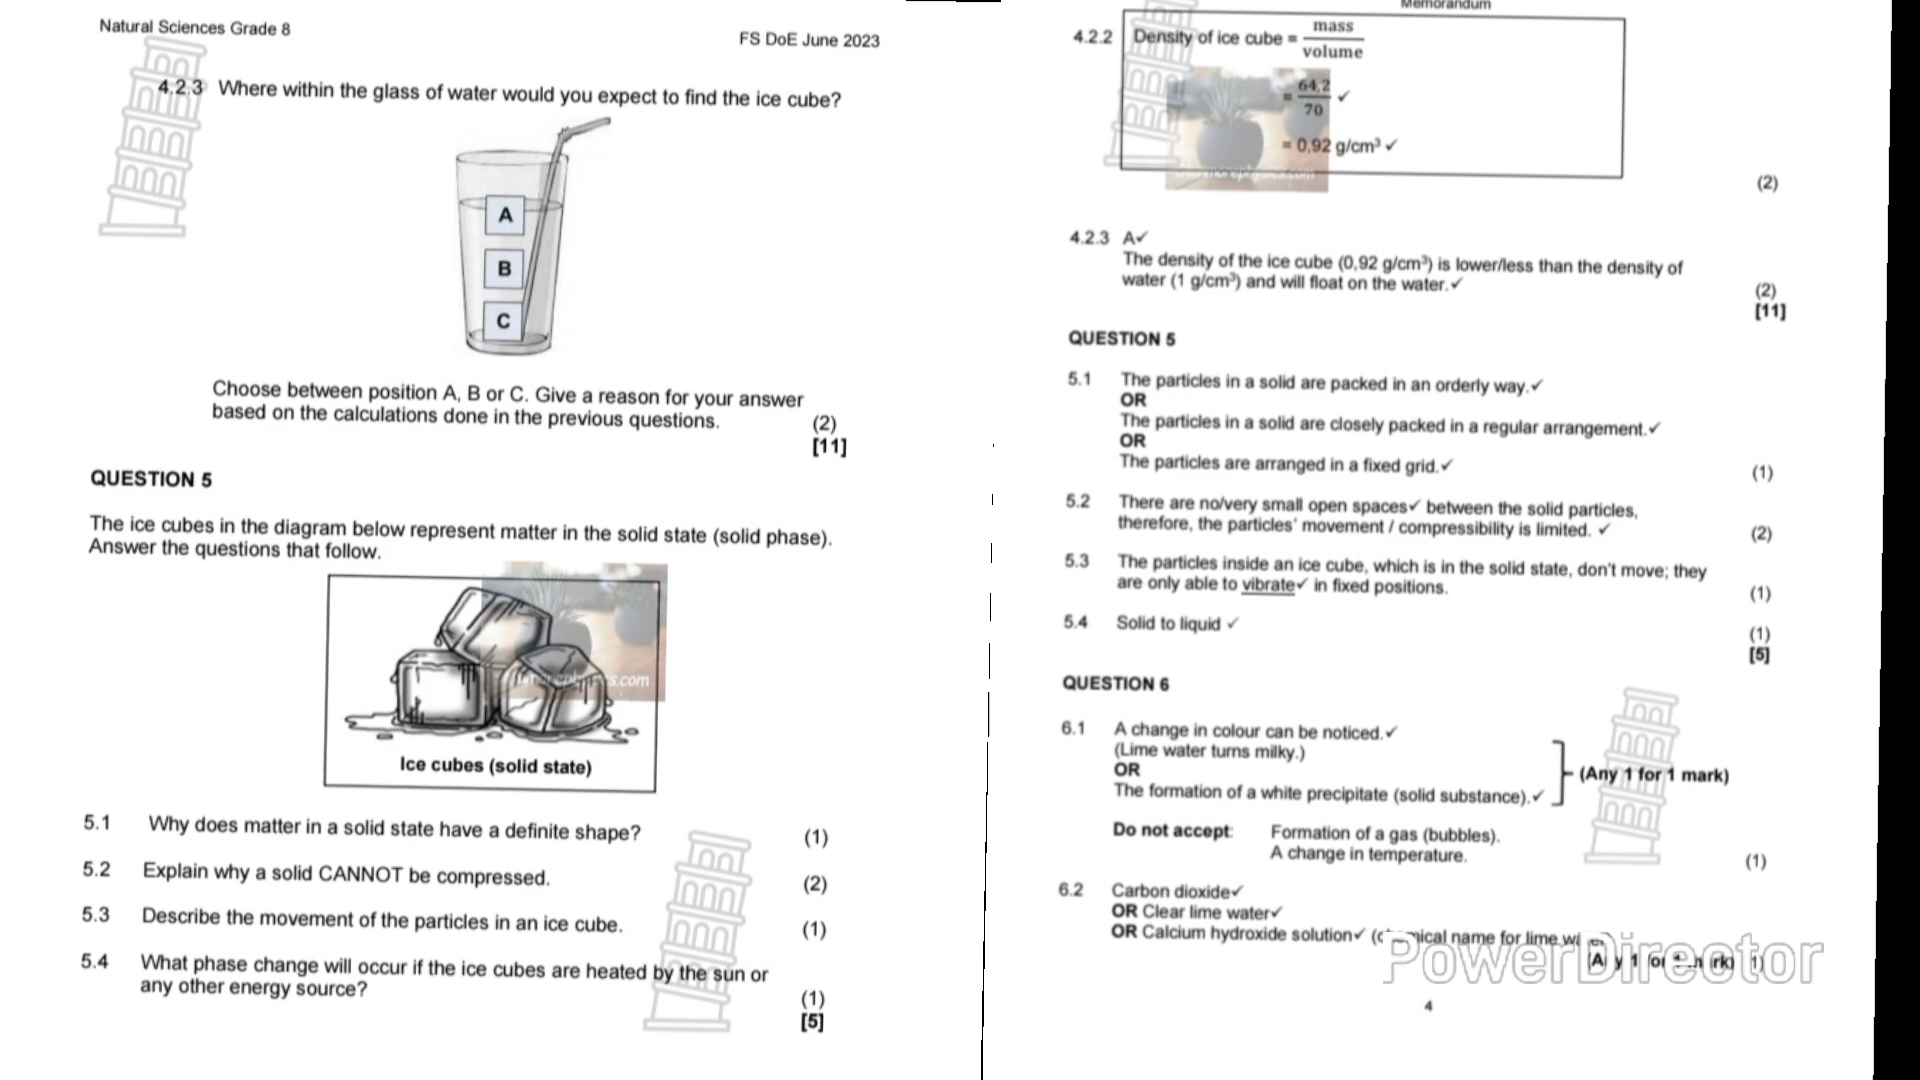 Natural Sciences Grade 8
FS DoE June 2023
4.2.3 Where within the glass of water would you expect to find the ice cube?
A
B
C
Choose between position A, B or C. Give a reason for your answer
based on the calculations done in the previous questions. (2)
[11]
QUESTION 5
The ice cubes in the diagram below represent matter in the solid state (solid phase).
Answer the questions that follow.
Ice cubes (solid state)
5.1 Why does matter in a solid state have a definite shape? (1)
5.2 Explain why a solid CANNOT be compressed. (2)
5.3 Describe the movement of the particles in an ice cube. (1)
5.4 What phase change will occur if the ice cubes are heated by the sun or
any other energy source? (1)
[5]
Memorandum
4.2.2 Density of ice cube = mass
volume
= 64,2 ✓
70
= 0,92 g/cm³ ✓
(2)
4.2.3 A✓
The density of the ice cube (0,92 g/cm³) is lower/less than the density of
water (1 g/cm³) and will float on the water.✓ (2)
[11]
QUESTION 5
5.1 The particles in a solid are packed in an orderly way.✓
OR
The particles in a solid are closely packed in a regular arrangement.✓
OR
The particles are arranged in a fixed grid.✓ (1)
5.2 There are no/very small open spaces✓ between the solid particles,
therefore, the particles' movement / compressibility is limited. ✓ (2)
5.3 The particles inside an ice cube, which is in the solid state, don't move; they
are only able to vibrate✓ in fixed positions. (1)
5.4 Solid to liquid ✓ (1)
[5]
QUESTION 6
6.1 A change in colour can be noticed.✓
(Lime water turns milky.)
OR
The formation of a white precipitate (solid substance).✓
(Any 1 for 1 mark)
Do not accept: Formation of a gas (bubbles).
A change in temperature. (1)
6.2 Carbon dioxide✓
OR Clear lime water✓
OR Calcium hydroxide solution✓ (chemical name for lime
PowerDirector
4